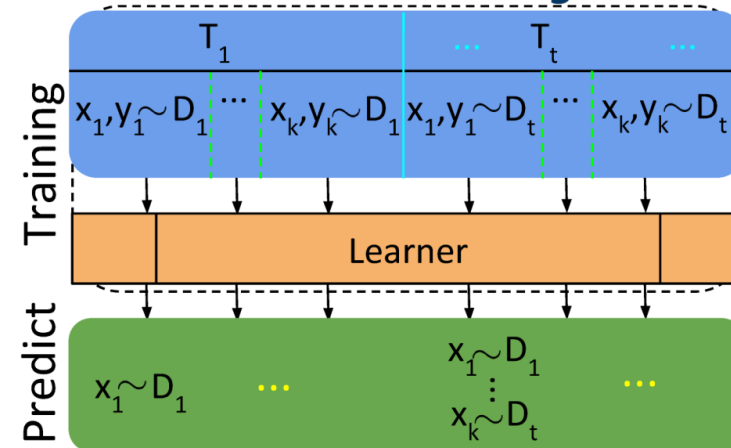 T₁ ... Tₜ ...
x₁,y₁~D₁ ... xₖ,yₖ~D₁ x₁,y₁~Dₜ ... xₖ,yₖ~Dₜ
Training
Learner
Predict
x₁~D₁ ... x₁~D₁ ...
⋮
xₖ~Dₜ